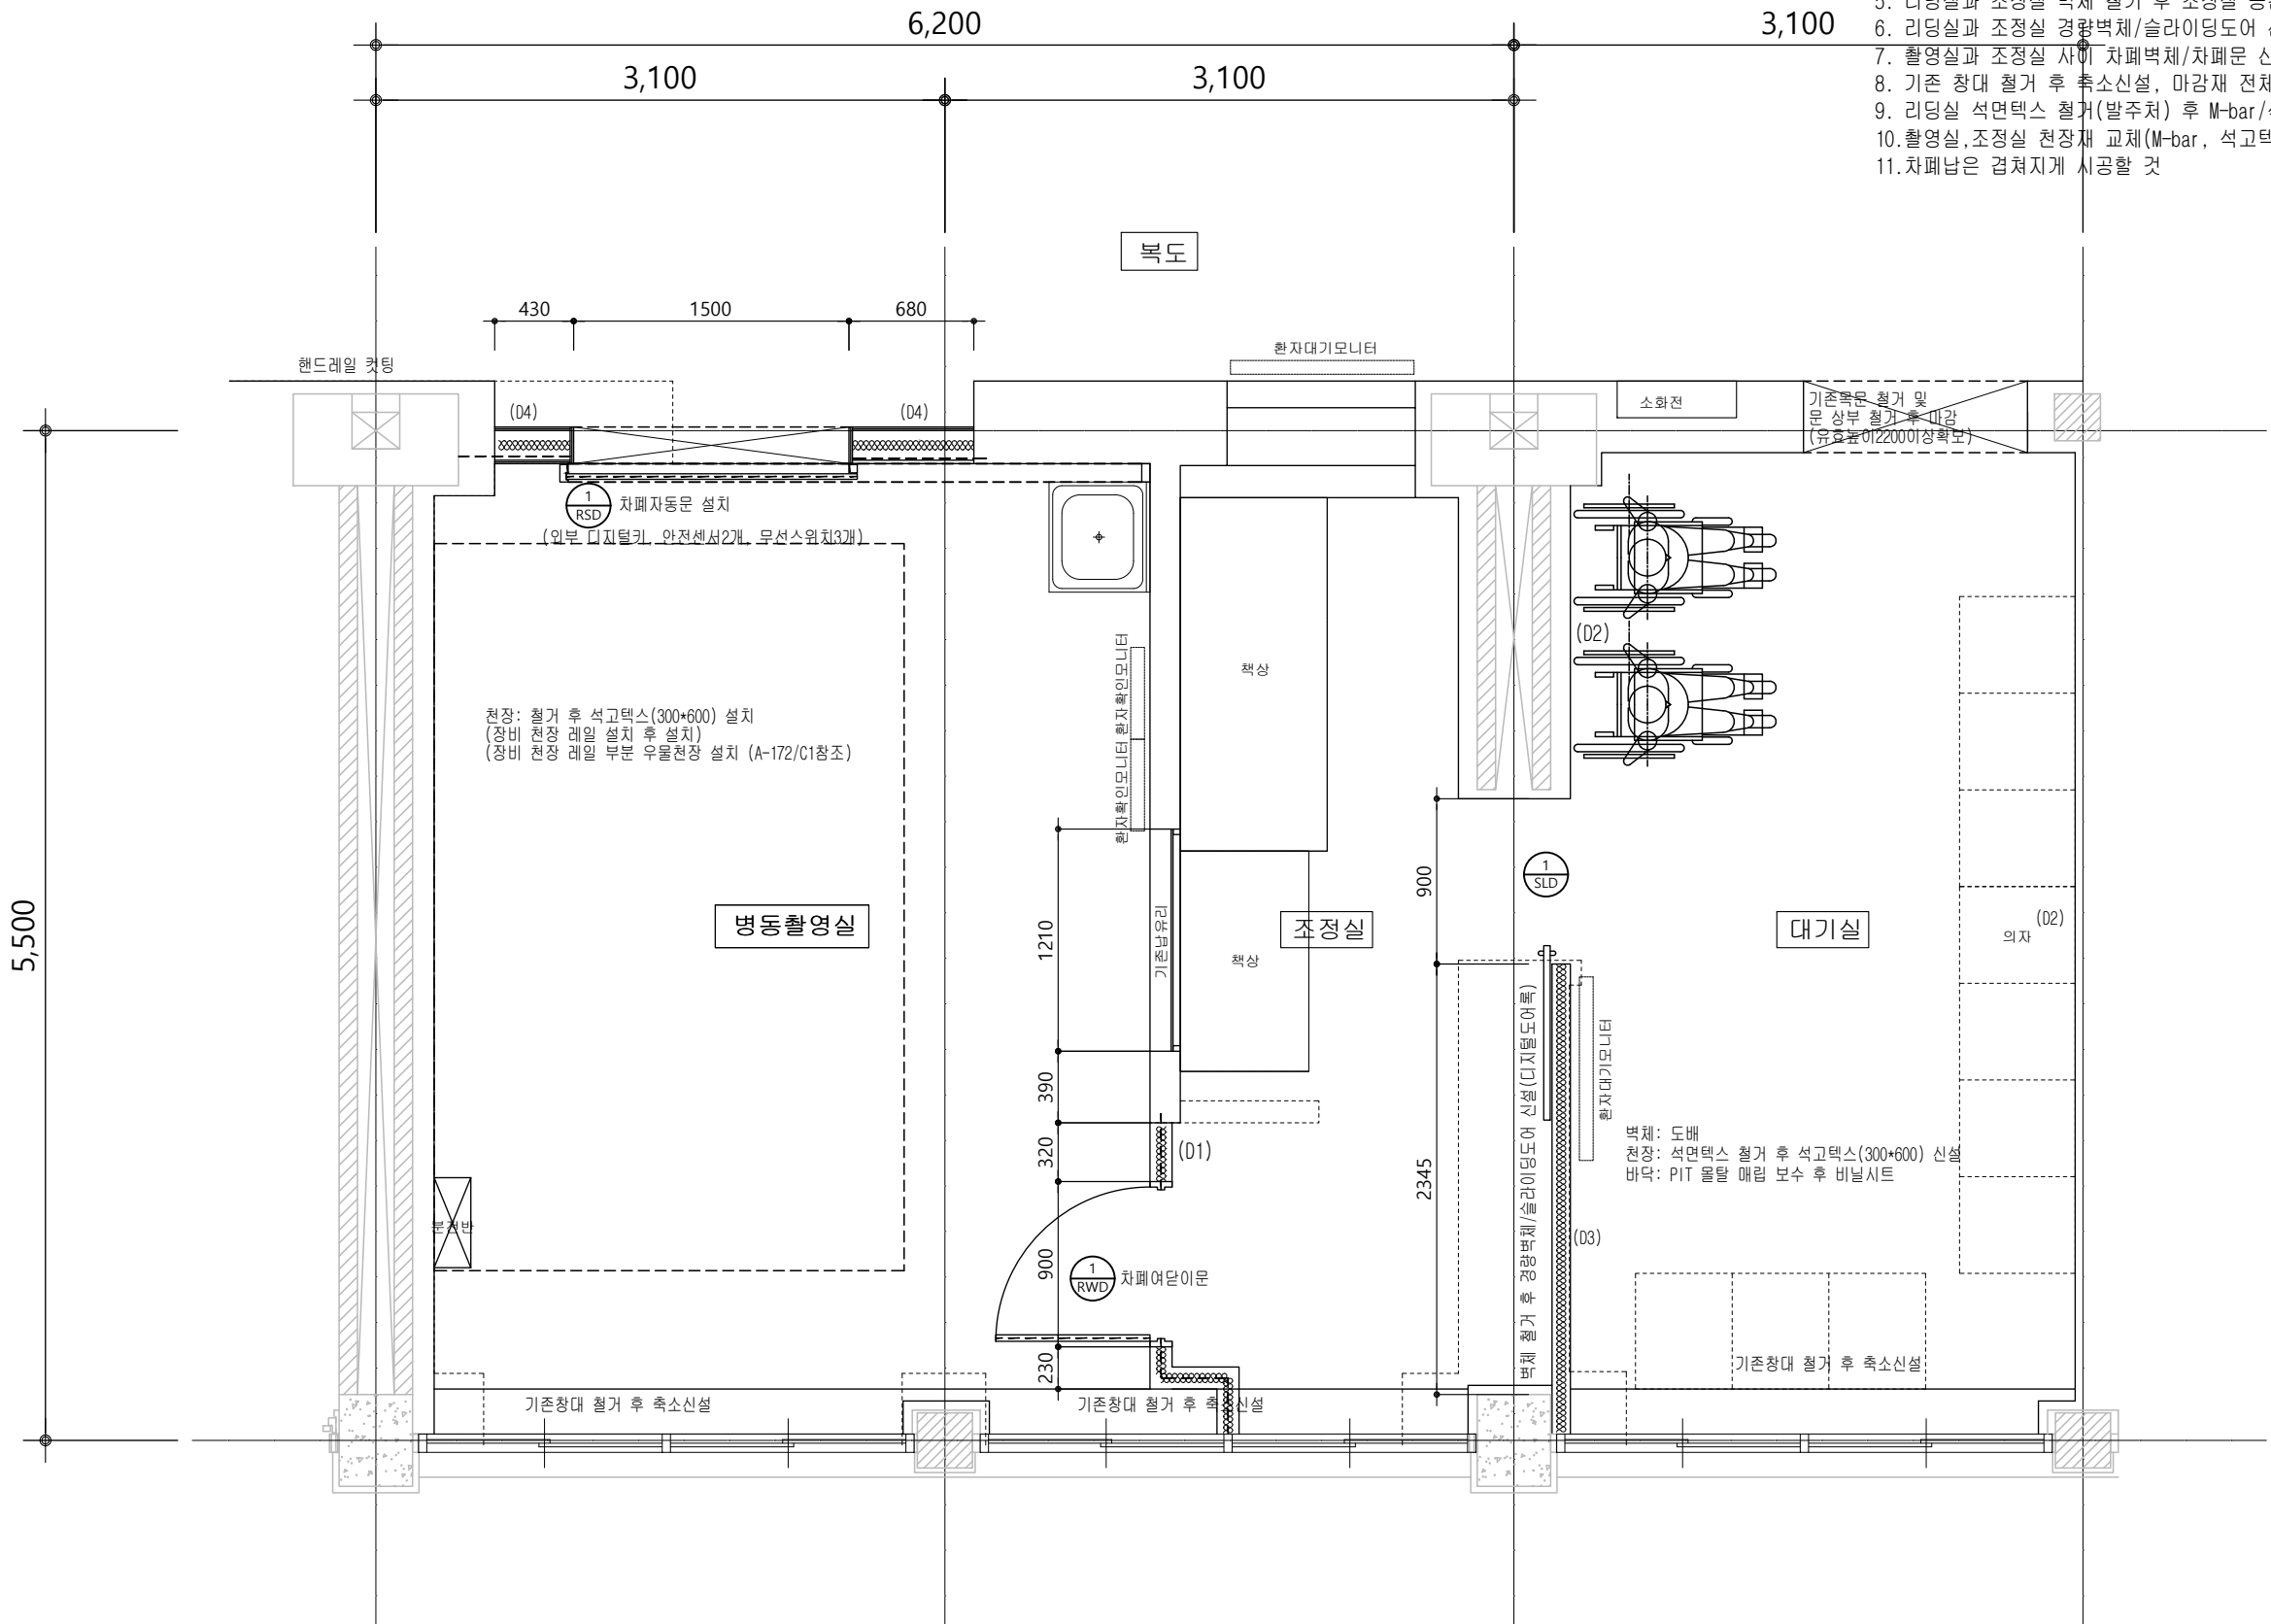 6,200
3,100
3,100
3,100
5. 리딩실과 조정실 벽체 철거 후 조정실
6. 리딩실과 조정실 경량벽체/슬라이딩도어
7. 촬영실과 조정실 사이 차폐벽체/차폐문
8. 기존 창대 철거 후 축소신설, 마감재 전체
9. 리딩실 석면텍스 철거(발주처) 후 M-bar/
10.촬영실,조정실 천장재 교체(M-bar, 석고텍
11.차폐납은 겹쳐지게 시공할 것
복도
430
1500
680
핸드레일 컷팅
환자대기모니터
(D4)
(D4)
소화전
기존목문 철거 및
문 상부 철거 후 마감
(유효높이2200이상확보)
1
RSD
차폐자동문 설치
(외부 디지털키, 안전센서2개, 무선스위치3개)
(D2)
책상
환자확인모니터
환자확인모니터
천장: 철거 후 석고텍스(300*600) 설치
(장비 천장 레일 설치 후 설치)
(장비 천장 레일 부분 우물천장 설치 (A-172/C1참조)
5,500
병동촬영실
1210
기존납유리
조정실
책상
900
1
SLD
대기실
(D2)
의자
390
320
(D1)
2345
벽체 철거 후 경량벽체/슬라이딩도어 신설(디지털도어록)
환자대기모니터
벽체: 도배
천장: 석면텍스 철거 후 석고텍스(300*600) 신설
바닥: PIT 몰탈 매립 보수 후 비닐시트
분전반
(D3)
900
1
RWD
차폐여닫이문
230
기존창대 철거 후 축소신설
기존창대 철거 후 축소신설
기존창대 철거 후 축소신설